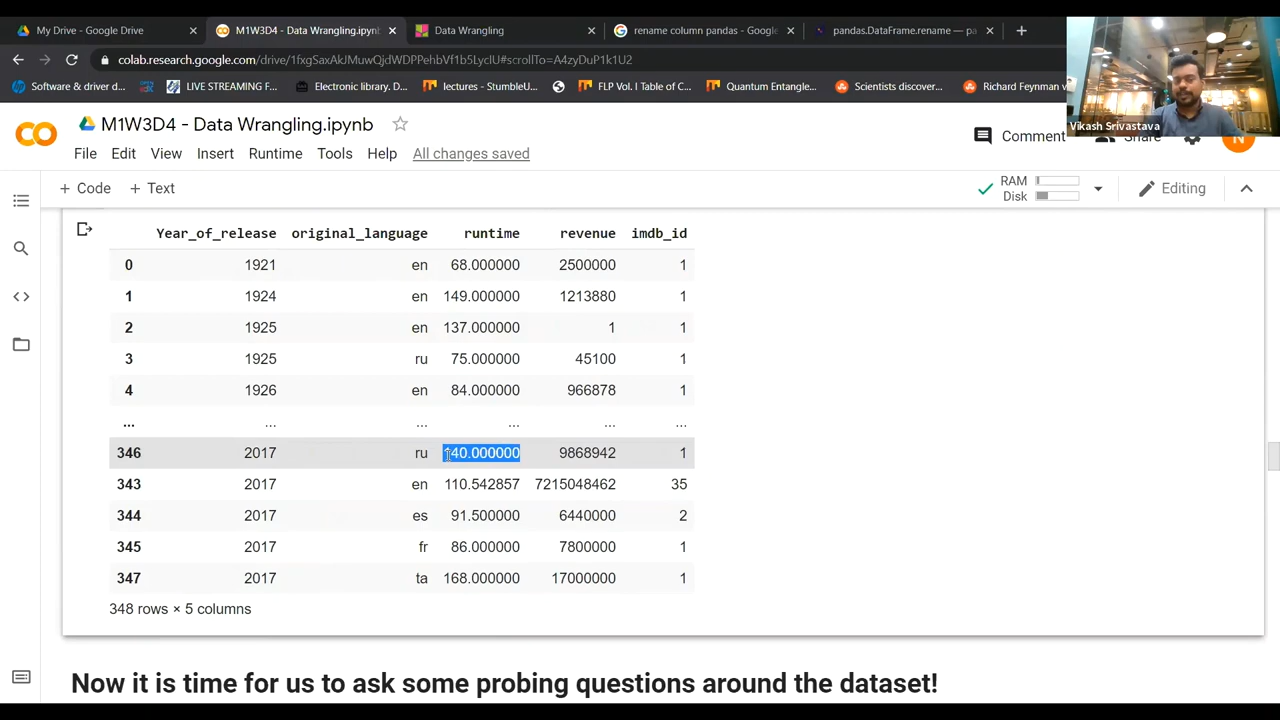 My Drive - Google Drive
M1W3D4 - Data Wrangling.ipynb
Data Wrangling
rename column pandas - Google
pandas.DataFrame.rename — pa
colab.research.google.com/drive/1fxgSaxAkJMuwQjdWDPPehbVf1b5LycIU#scrollTo=A4zyDuP1k1U2
Software & driver d...
LIVE STREAMING F...
Electronic library. D...
lectures - StumbleU...
FLP Vol. I Table of C...
Quantum Entangle...
Scientists discover...
Richard Feynman v
Vikash Srivastava
M1W3D4 - Data Wrangling.ipynb
Comment
Share
N
File Edit View Insert Runtime Tools Help All changes saved
+ Code + Text
RAM
Disk
Editing
Year_of_release original_language runtime revenue imdb_id
0 1921 en 68.000000 2500000 1
1 1924 en 149.000000 1213880 1
2 1925 en 137.000000 1 1
3 1925 ru 75.000000 45100 1
4 1926 en 84.000000 966878 1
... ... ... ... ... ...
346 2017 ru 140.000000 9868942 1
343 2017 en 110.542857 7215048462 35
344 2017 es 91.500000 6440000 2
345 2017 fr 86.000000 7800000 1
347 2017 ta 168.000000 17000000 1
348 rows × 5 columns
Now it is time for us to ask some probing questions around the dataset!